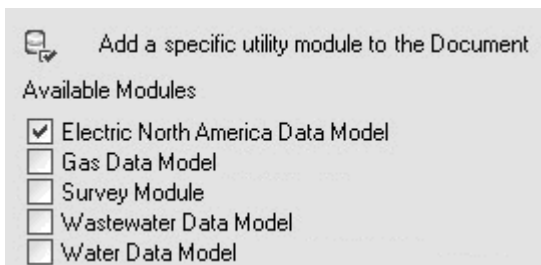 Add a specific utility module to the Document
Available Modules
Electric North America Data Model
Gas Data Model
Survey Module
Wastewater Data Model
Water Data Model